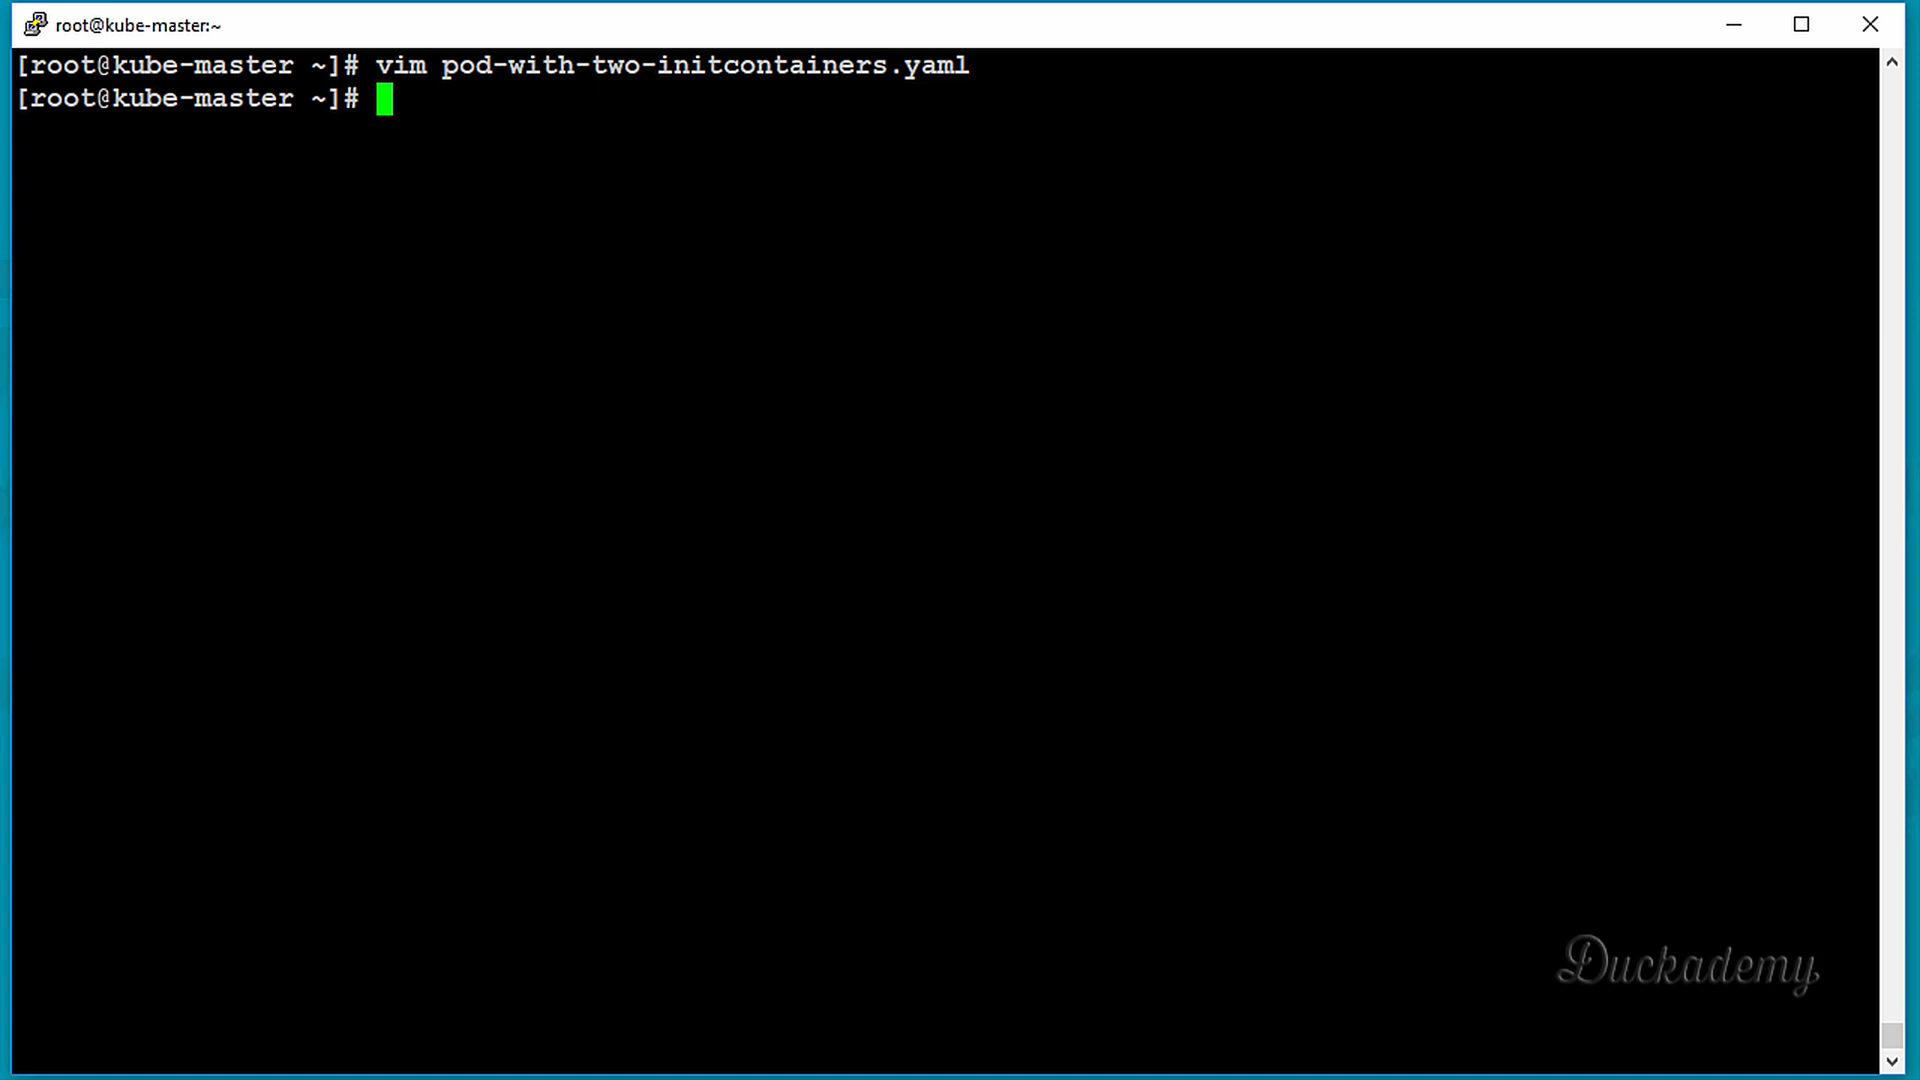 root@kube-master:~
[root@kube-master ~]# vim pod-with-two-initcontainers.yaml
[root@kube-master ~]#
Duckademy